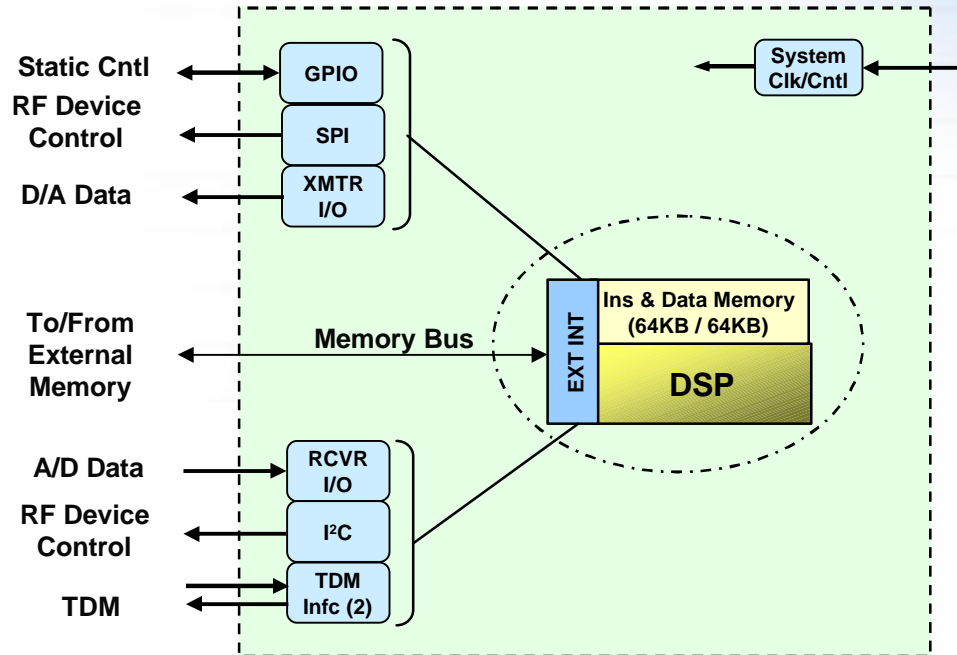 Static Cntl
GPIO
System
Clk/Cntl
RF Device
Control
SPI
D/A Data
XMTR
I/O
To/From
External
Memory
Memory Bus
EXT INT
Ins & Data Memory
(64KB / 64KB)
DSP
A/D Data
RCVR
I/O
RF Device
Control
I²C
TDM
TDM
Infc (2)